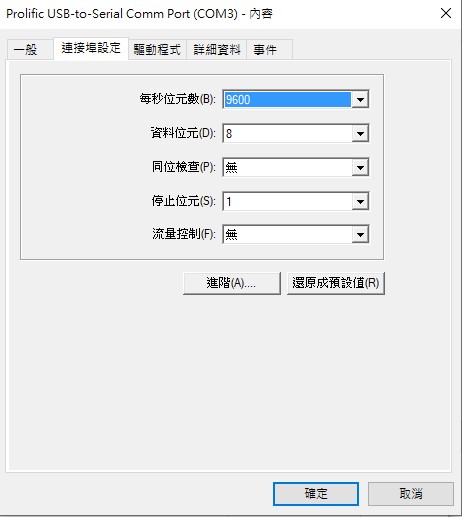 Prolific USB-to-Serial Comm Port (COM3) - 內容
一般 連接埠設定 驅動程式 詳細資料 事件
每秒位元數(B): 9600
資料位元(D): 8
同位檢查(P): 無
停止位元(S): 1
流量控制(F): 無
進階(A).... 還原成預設值(R)
確定 取消